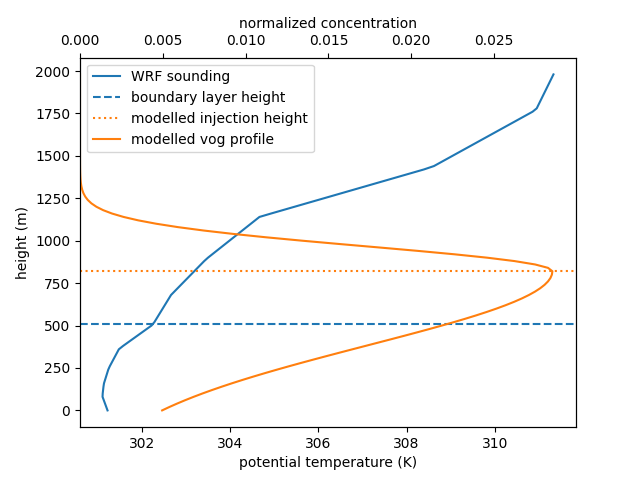 normalized concentration
0.000 0.005 0.010 0.015 0.020 0.025
WRF sounding
boundary layer height
modelled injection height
modelled vog profile
height (m)
2000
1750
1500
1250
1000
750
500
250
0
302 304 306 308 310
potential temperature (K)